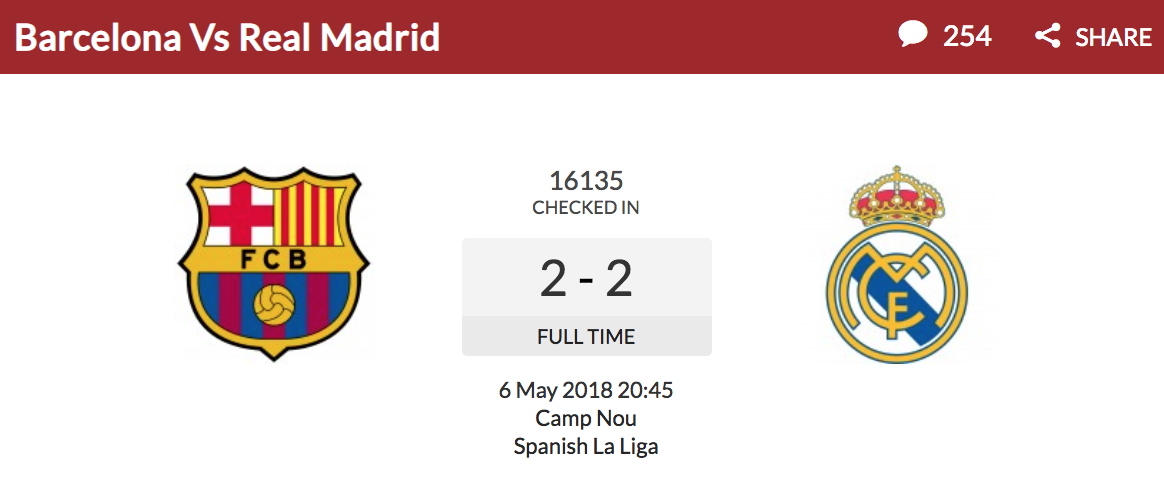 Barcelona Vs Real Madrid
254
SHARE
16135
CHECKED IN
FCB
2 - 2
FULL TIME
6 May 2018 20:45
Camp Nou
Spanish La Liga